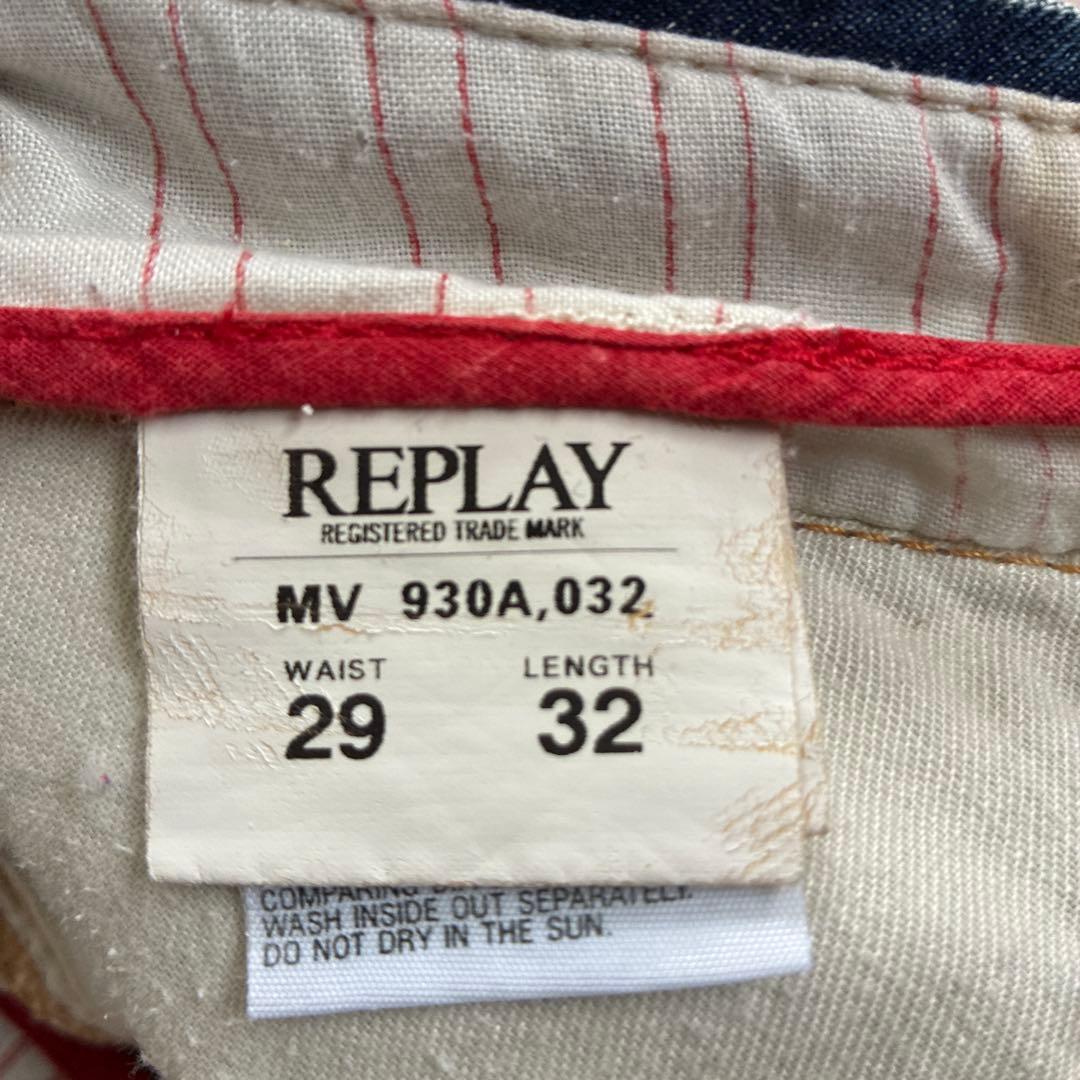 REPLAY
REGISTERED TRADE MARK
MV 930A,032
WAIST LENGTH
29 32
COMPARING
WASH INSIDE OUT SEPARATELY.
DO NOT DRY IN THE SUN.